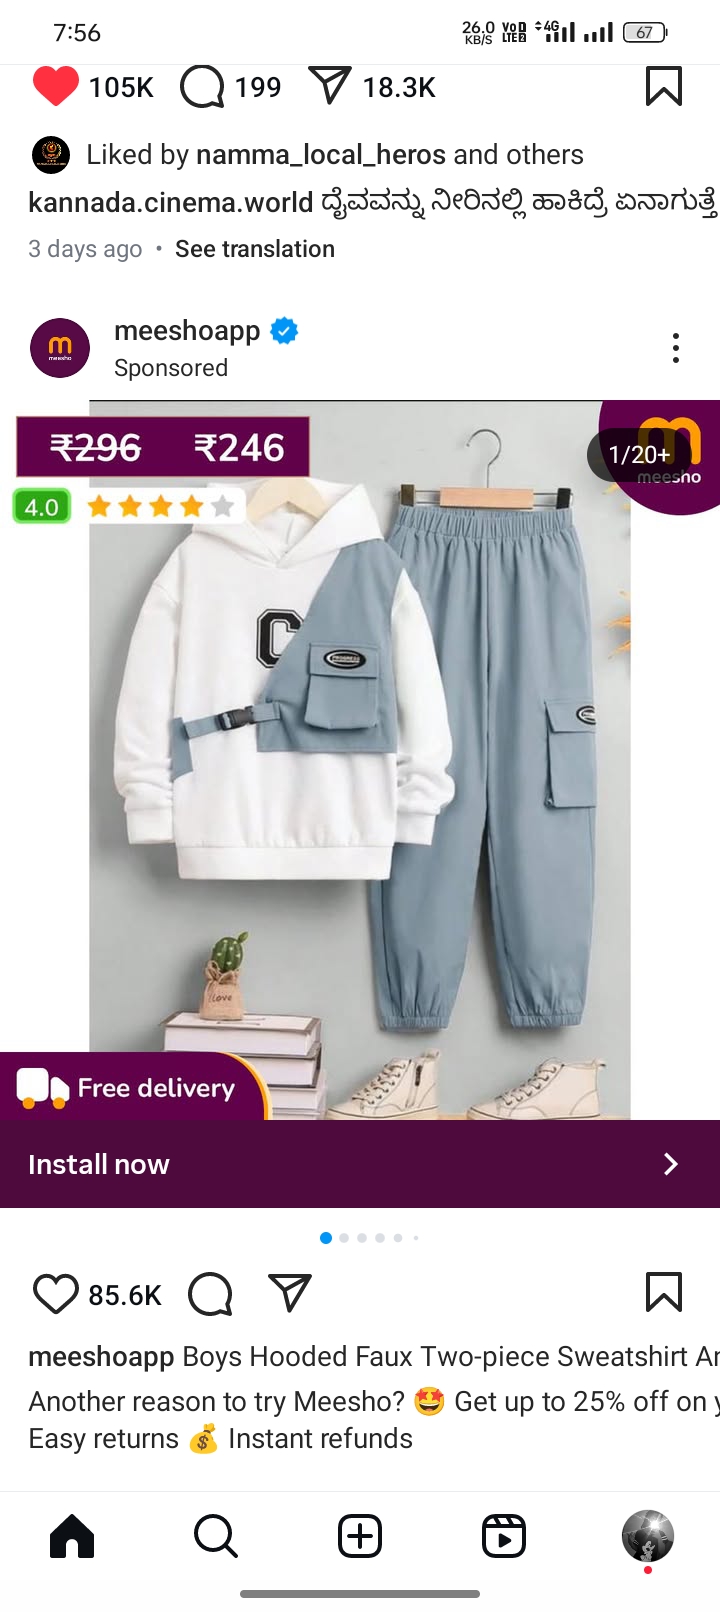 7:56
26.0 KB/S VoD LTE2 4G 67
105K 199 18.3K
Liked by namma_local_heros and others
kannada.cinema.world ದೈವವನ್ನು ನೀರಿನಲ್ಲಿ ಹಾಕಿದ್ರೆ ಏನಾಗುತ್ತೆ
3 days ago • See translation
m
meesho
meeshoapp
Sponsored
₹296 ₹246
1/20+
m
meesho
4.0
C
Love
Free delivery
Install now
85.6K
meeshoapp Boys Hooded Faux Two-piece Sweatshirt Ar
Another reason to try Meesho? 🤩 Get up to 25% off on y
Easy returns 💰 Instant refunds